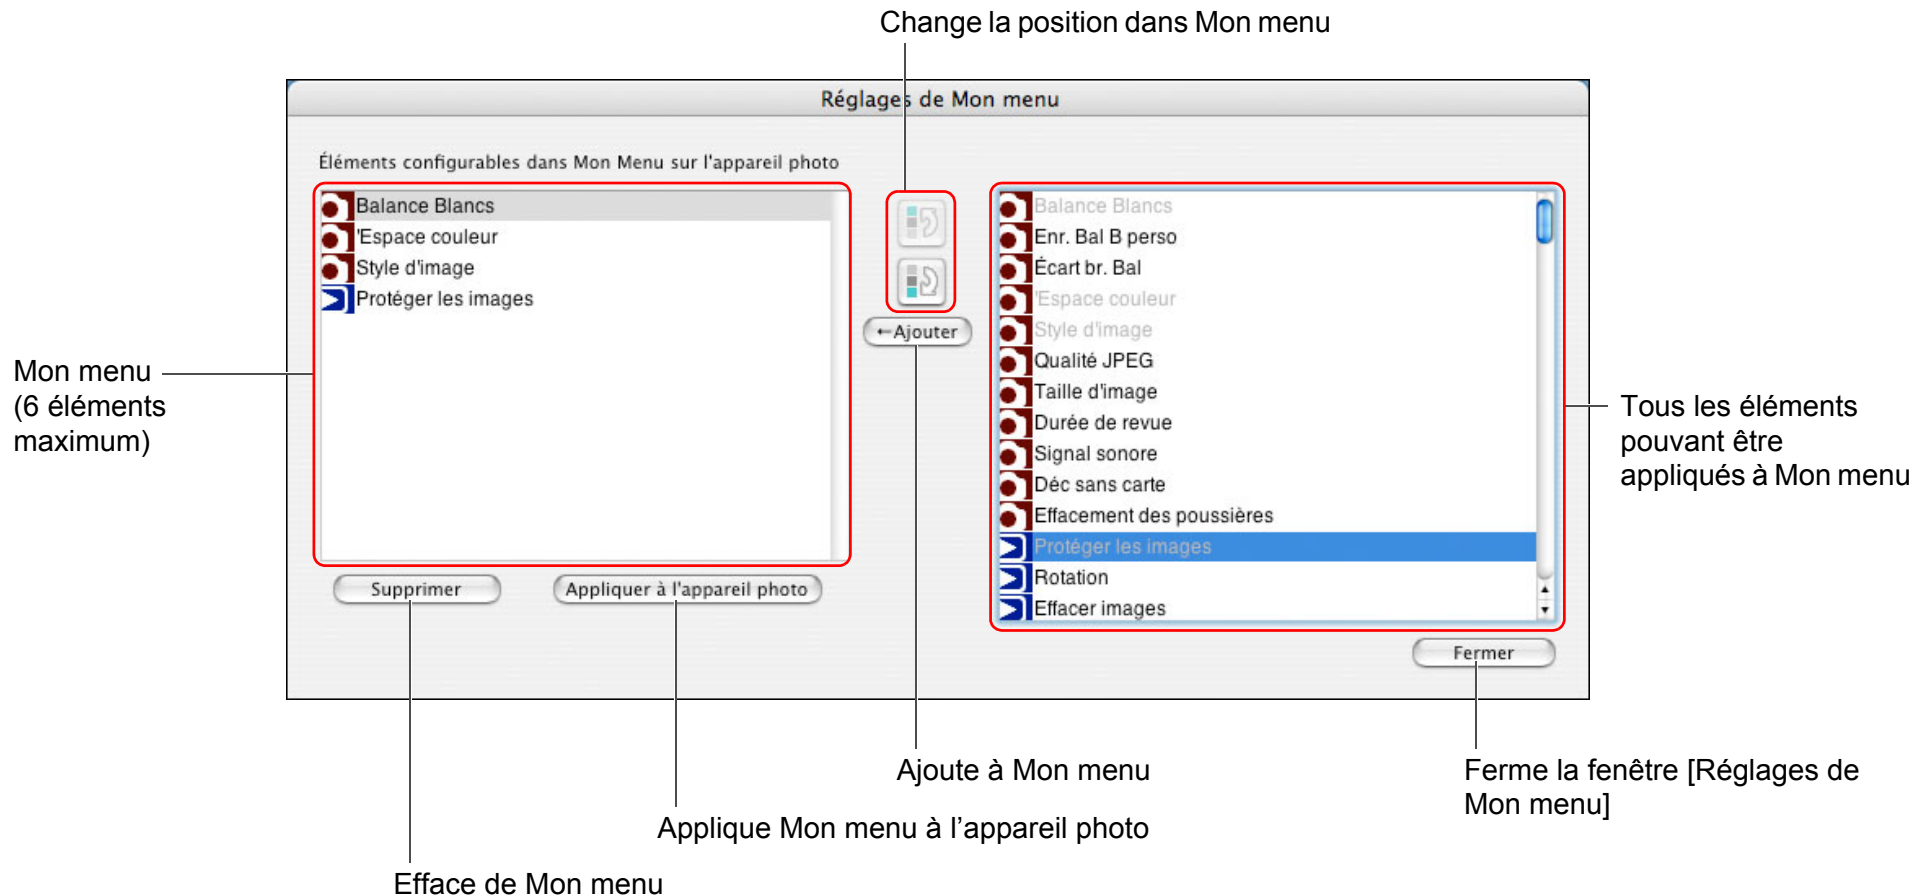 Change la position dans Mon menu
Réglages de Mon menu
Éléments configurables dans Mon Menu sur l'appareil photo
Balance Blancs
'Espace couleur
Style d'image
Protéger les images
←Ajouter
Balance Blancs
Enr. Bal B perso
Écart br. Bal
'Espace couleur
Style d'image
Qualité JPEG
Taille d'image
Durée de revue
Signal sonore
Déc sans carte
Effacement des poussières
Protéger les images
Rotation
Effacer images
Mon menu
(6 éléments
maximum)
Tous les éléments
pouvant être
appliqués à Mon menu
Supprimer
Appliquer à l'appareil photo
Fermer
Ajoute à Mon menu
Ferme la fenêtre [Réglages de
Mon menu]
Applique Mon menu à l’appareil photo
Efface de Mon menu